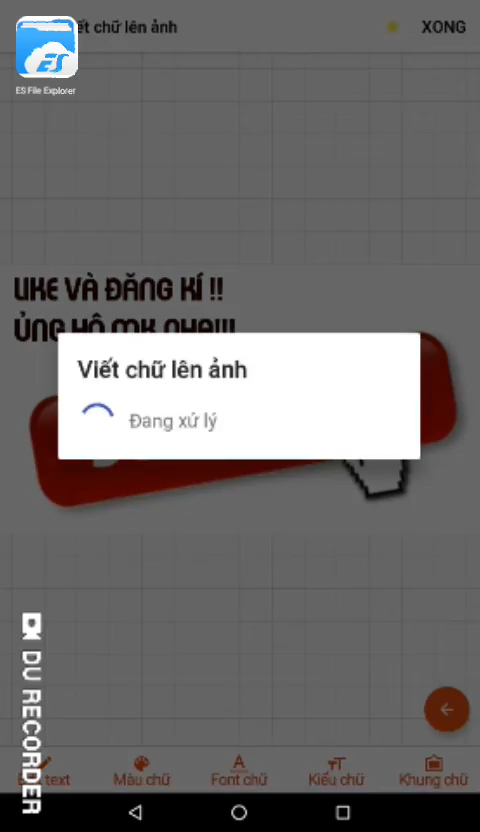 ết chữ lên ảnh
XONG
ES
ES File Explorer
LIKE VÀ ĐĂNG KÍ !!
ỦNG HỘ MK NHA!!!
Viết chữ lên ảnh
Đang xử lý
DU RECORDER
text
Màu chữ
Font chữ
Kiểu chữ
Khung chữ